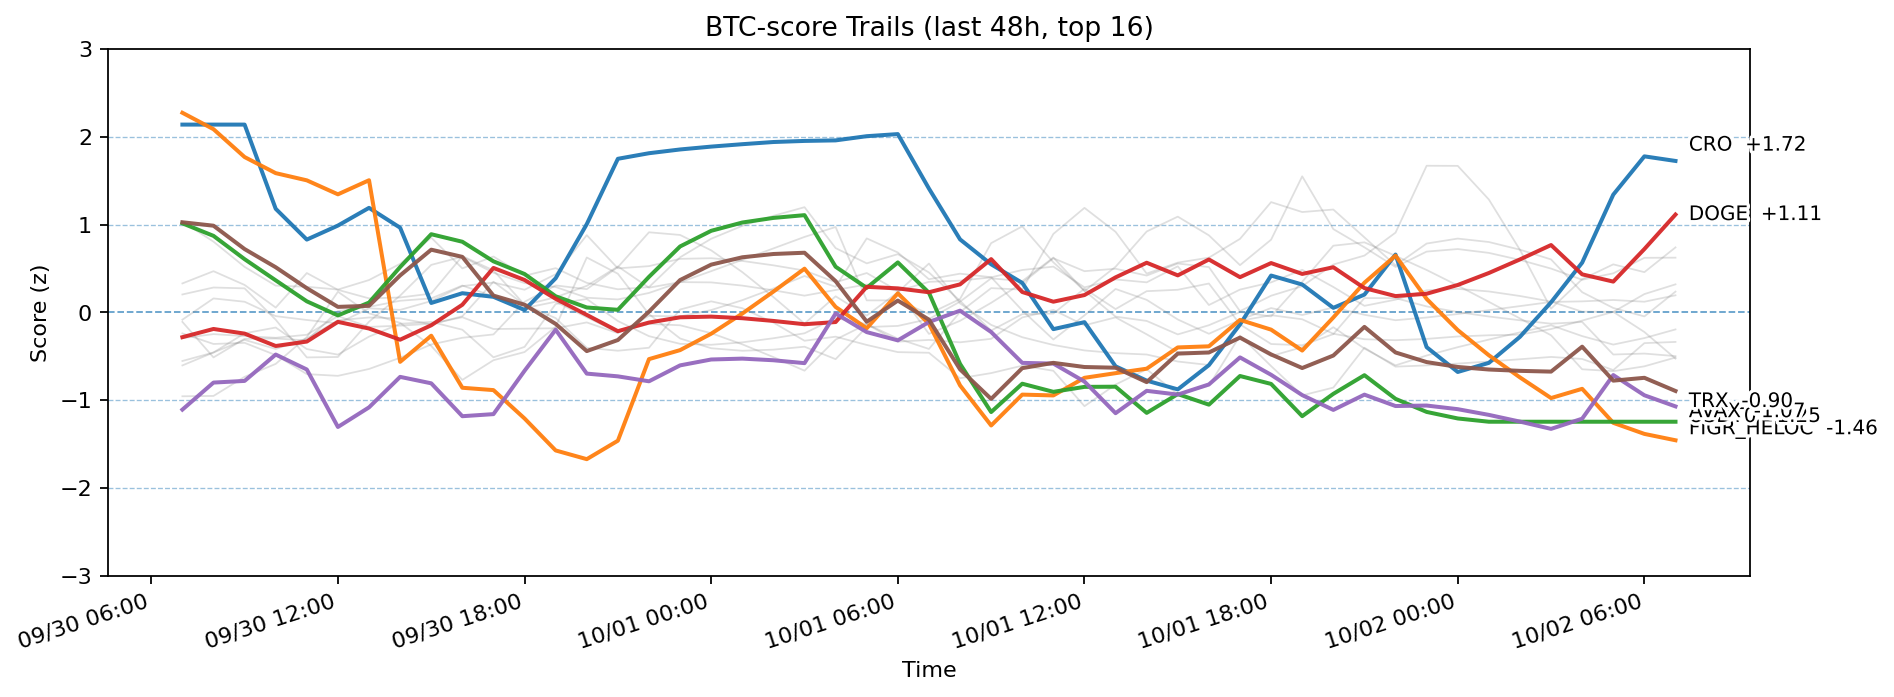 BTC-score Trails (last 48h, top 16)
Score (z)
3
2
1
0
−1
−2
−3
CRO +1.72
DOGE +1.11
TRX -0.90
AVAX -1.07
FIGR_HELOC -1.46
09/30 06:00
09/30 12:00
09/30 18:00
10/01 00:00
10/01 06:00
10/01 12:00
10/01 18:00
10/02 00:00
10/02 06:00
Time